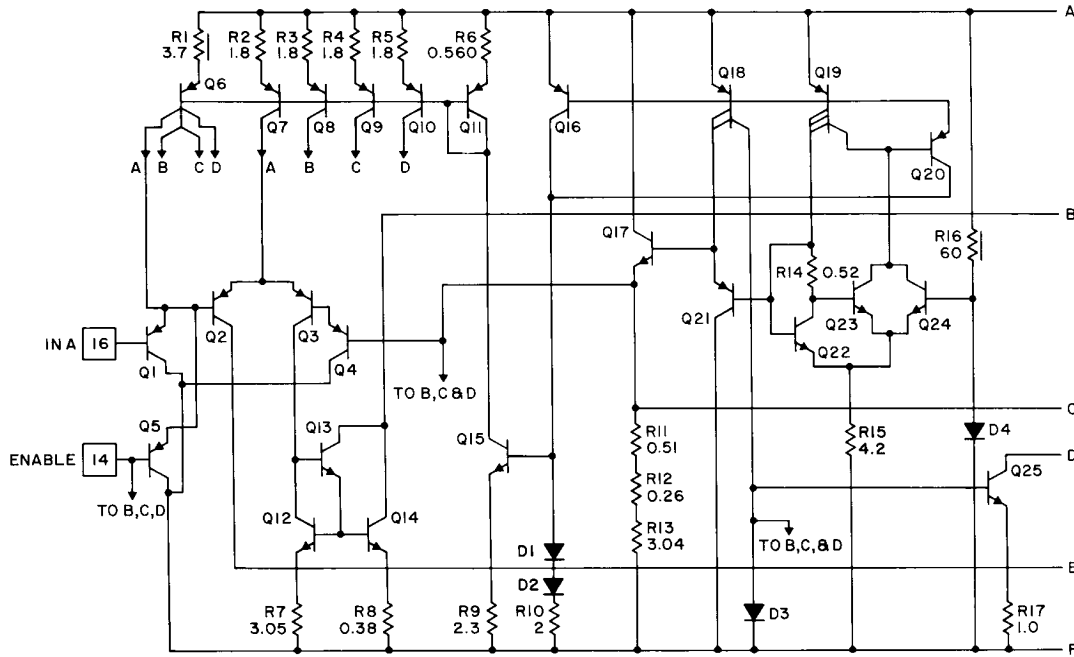 A
R1
3.7
R2
1.8
R3
1.8
R4
1.8
R5
1.8
R6
0.560
Q6
Q7
Q8
Q9
Q10
Q11
Q16
Q18
Q19
Q20
A
B
C
D
A
B
C
D
B
Q17
R16
60
R14
0.52
Q21
Q23
Q24
Q22
IN A
16
Q1
Q2
Q3
Q4
TO B,C & D
C
Q5
ENABLE
14
TO B,C,D
Q13
Q15
R11
0.51
R12
0.26
R13
3.04
R15
4.2
D4
D
Q25
Q12
Q14
TO B,C,& D
D1
E
D2
R7
3.05
R8
0.38
R9
2.3
R10
2
D3
R17
1.0
F